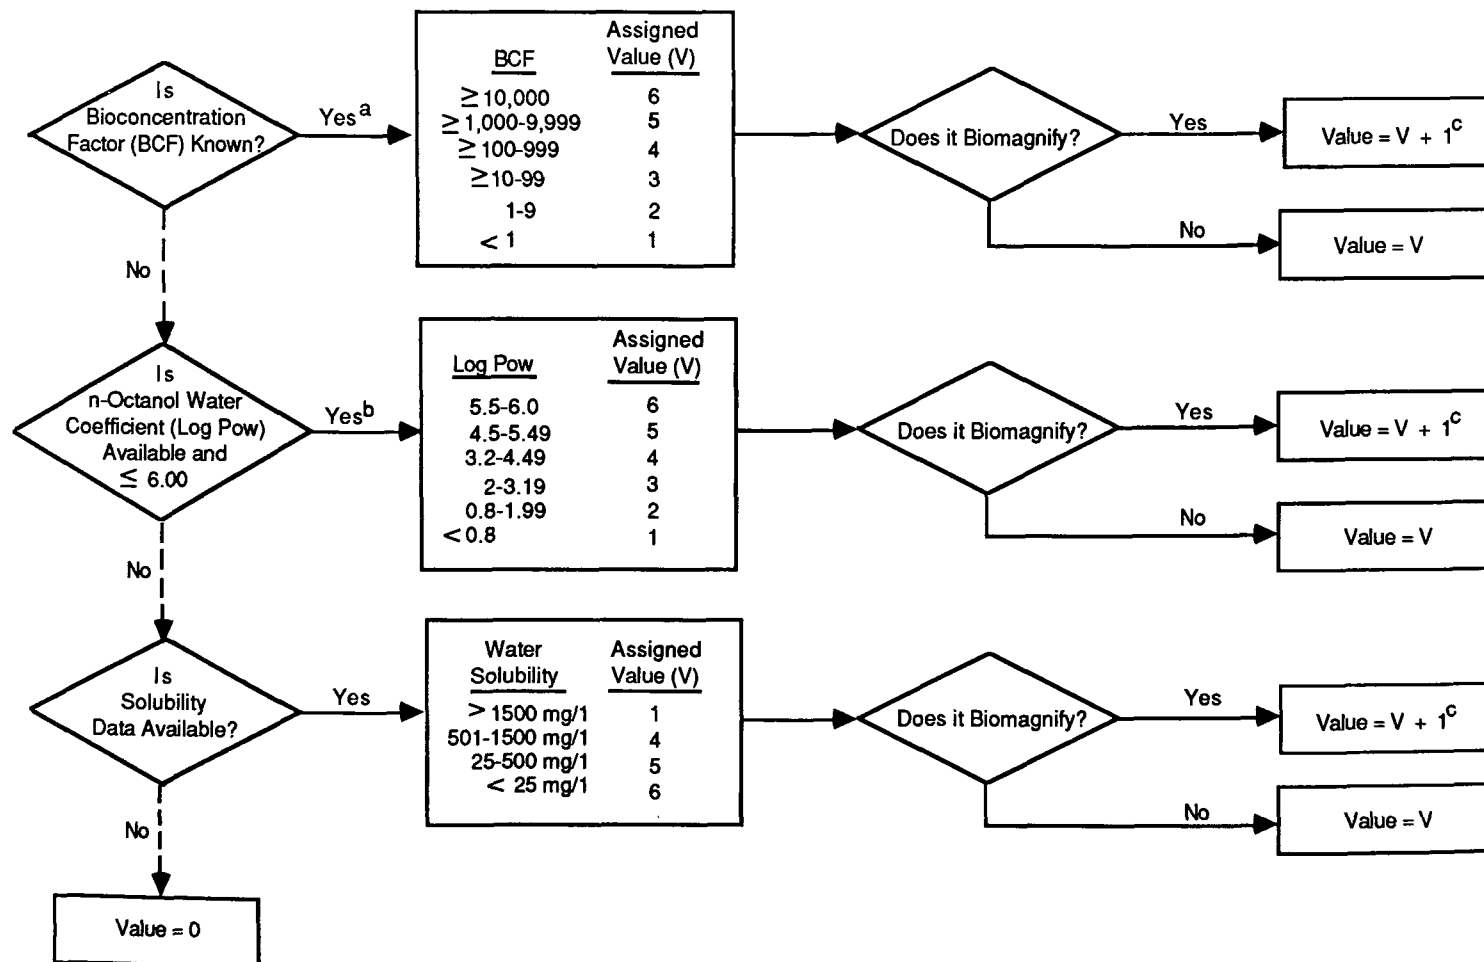 Is
Bioconcentration
Factor (BCF) Known?
Yes a
BCF
Assigned
Value (V)
≥ 10,000 6
≥ 1,000-9,999 5
≥ 100-999 4
≥ 10-99 3
1-9 2
< 1 1
Does it Biomagnify?
Yes
Value = V + 1 c
No
Value = V
No
Is
n-Octanol Water
Coefficient (Log Pow)
Available and
≤ 6.00
Yes b
Log Pow
Assigned
Value (V)
5.5-6.0 6
4.5-5.49 5
3.2-4.49 4
2-3.19 3
0.8-1.99 2
< 0.8 1
Does it Biomagnify?
Yes
Value = V + 1 c
No
Value = V
No
Is
Solubility
Data Available?
Yes
Water
Solubility
Assigned
Value (V)
> 1500 mg/1 1
501-1500 mg/1 4
25-500 mg/1 5
< 25 mg/1 6
Does it Biomagnify?
Yes
Value = V + 1 c
No
Value = V
No
Value = 0